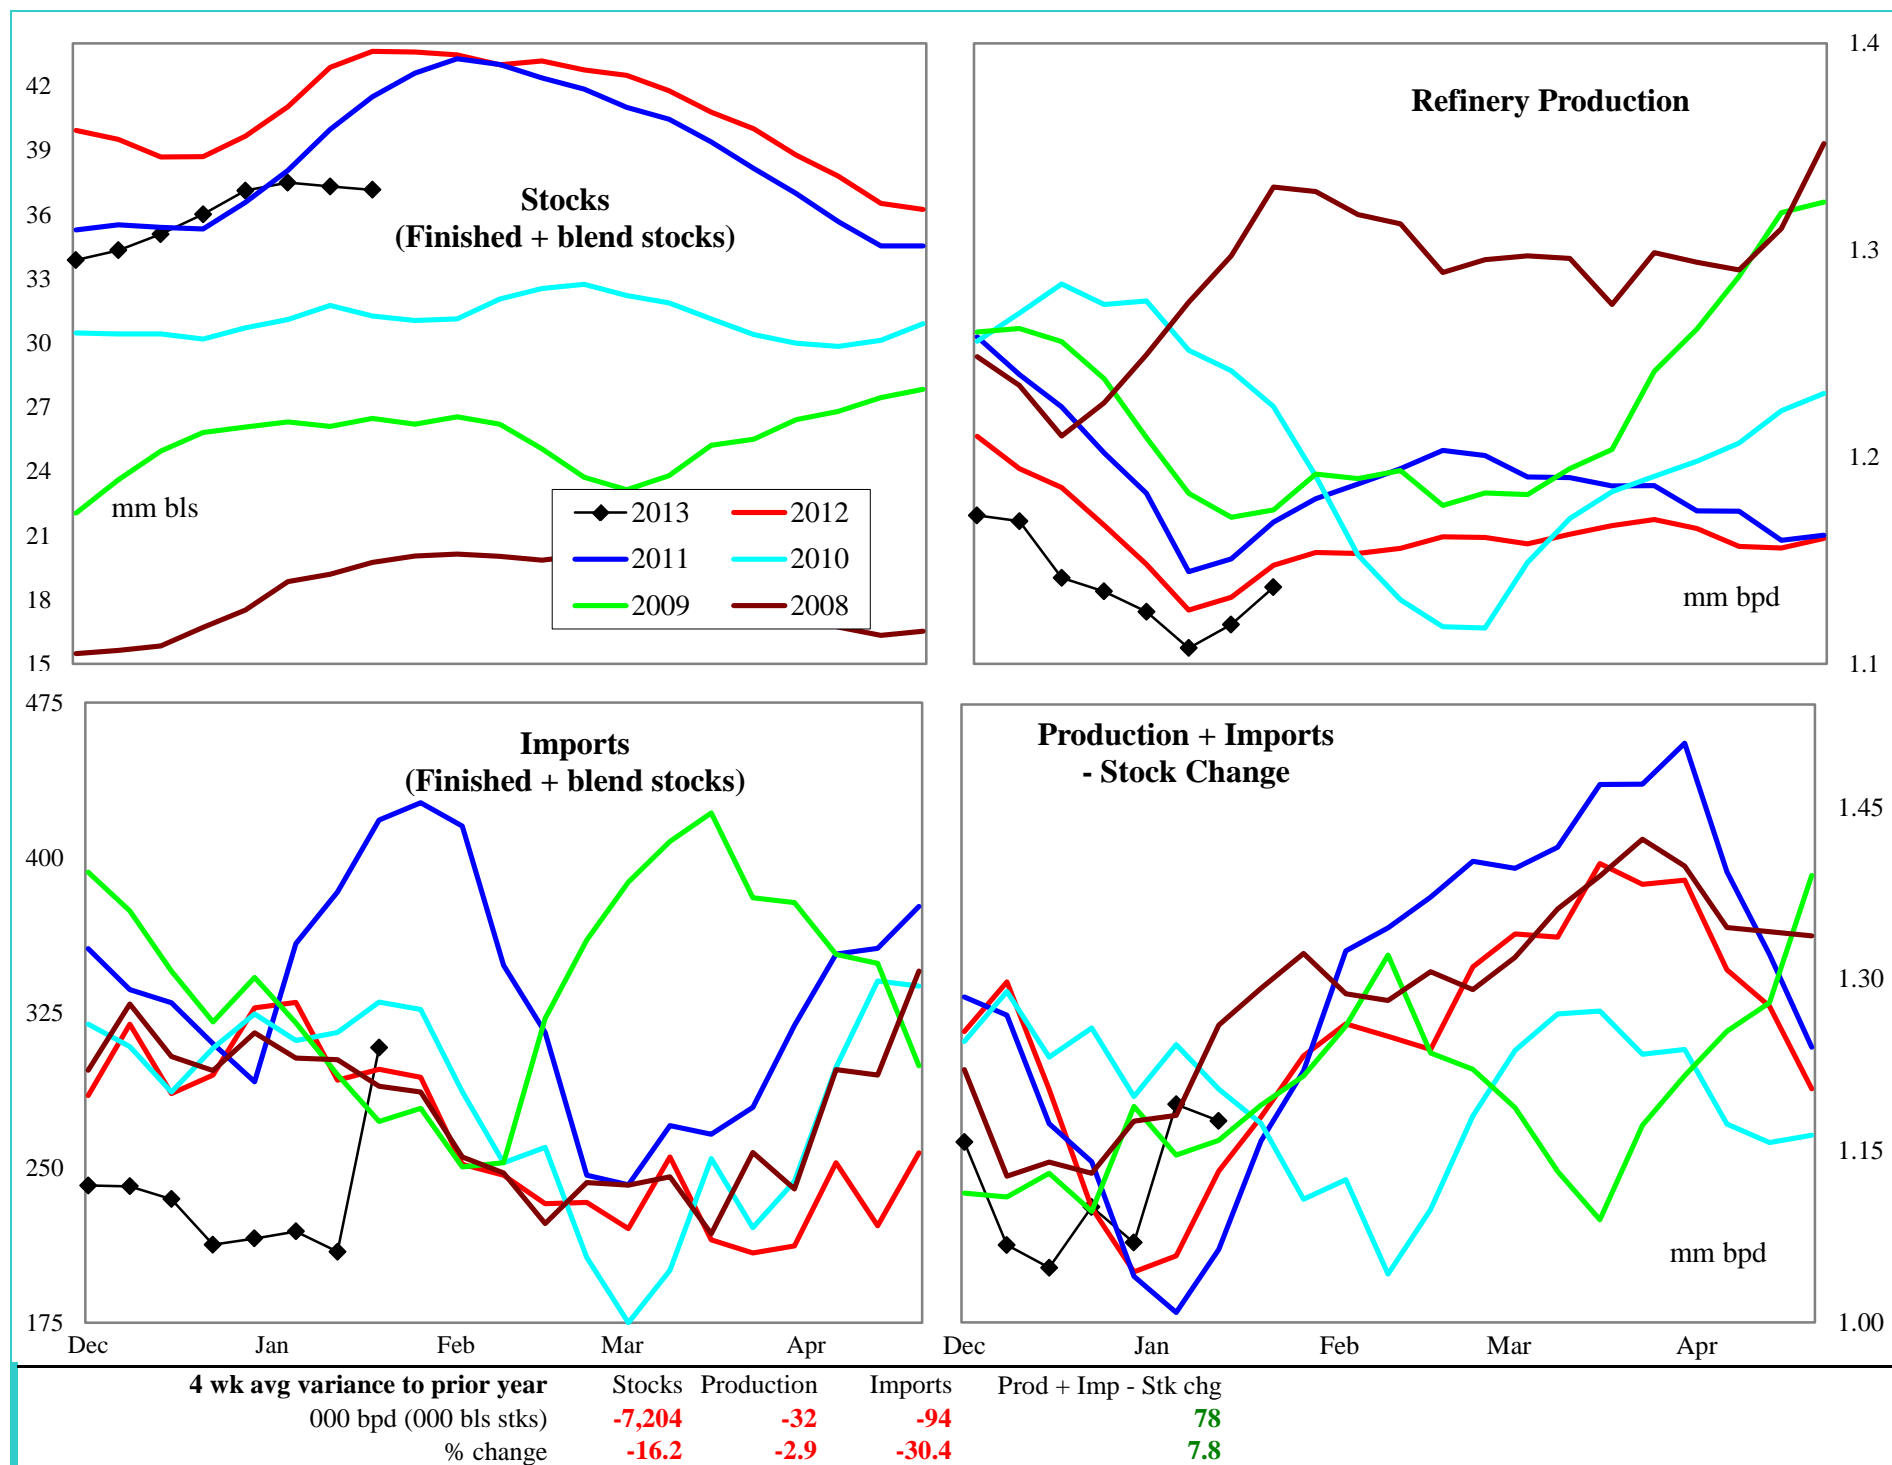 42
39
36
33
30
27
24
21
18
15
Stocks
(Finished + blend stocks)
mm bls
2013
2012
2011
2010
2009
2008
Refinery Production
mm bpd
1.4
1.3
1.2
1.1
475
400
325
250
175
Imports
(Finished + blend stocks)
Dec Jan Feb Mar Apr
Production + Imports
- Stock Change
mm bpd
1.45
1.30
1.15
1.00
Dec Jan Feb Mar Apr
4 wk avg variance to prior year Stocks Production Imports Prod + Imp - Stk chg
000 bpd (000 bls stks) -7,204 -32 -94 78
% change -16.2 -2.9 -30.4 7.8